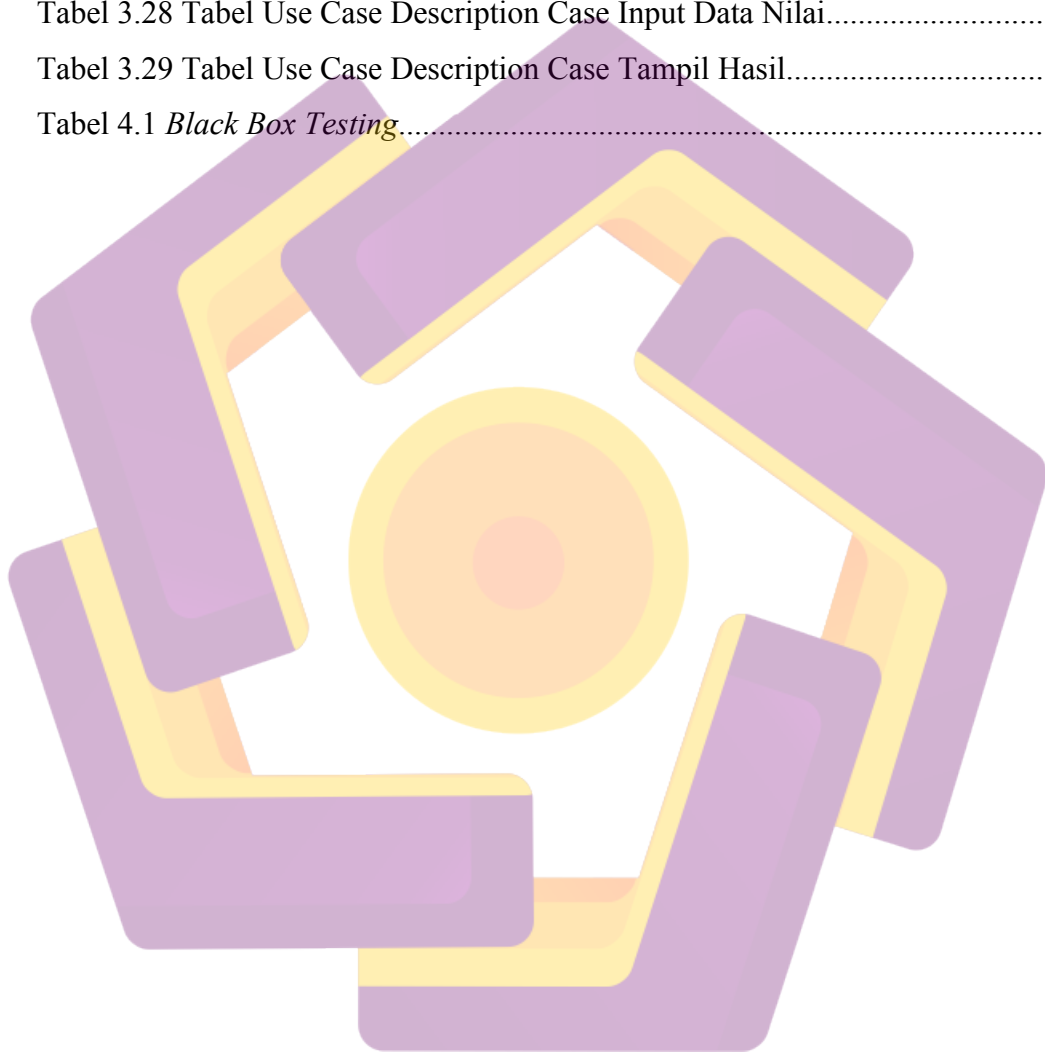 Tabel 3.28 Tabel Use Case Description Case Input Data Nilai..............................
Tabel 3.29 Tabel Use Case Description Case Tampil Hasil...................................
Tabel 4.1 Black Box Testing...................................................................................